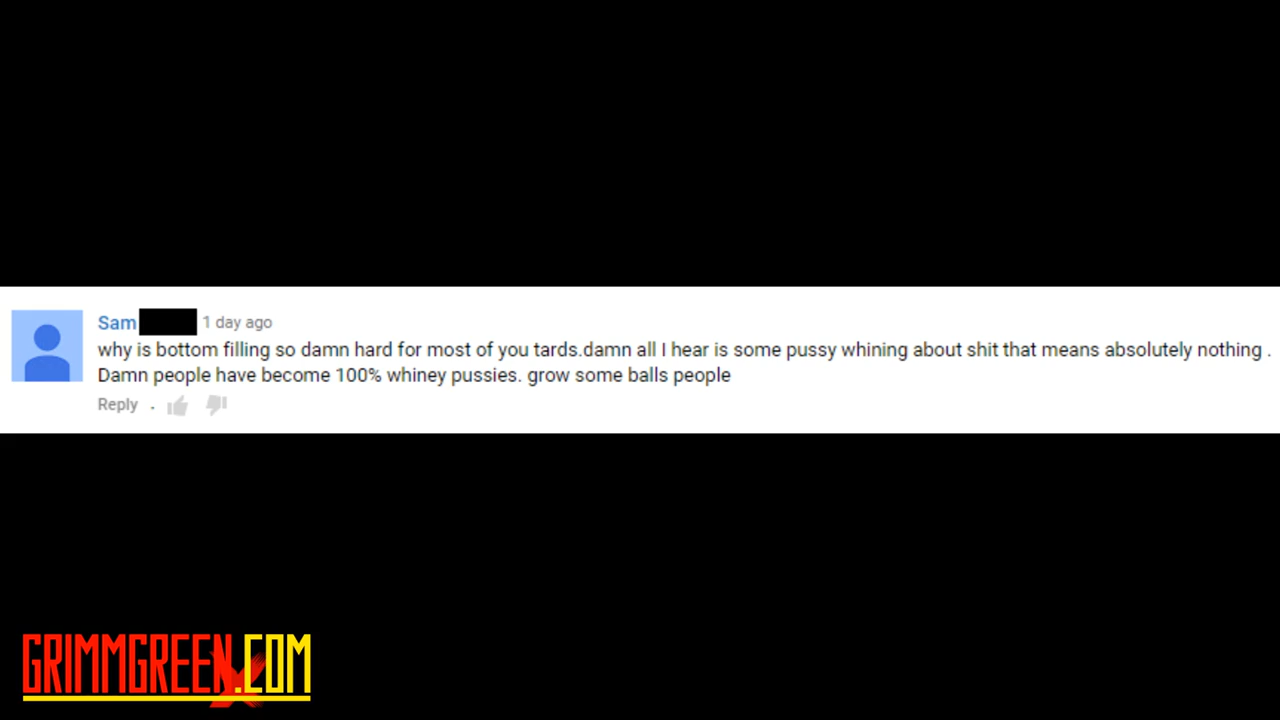 Sam 1 day ago
why is bottom filling so damn hard for most of you tards.damn all I hear is some pussy whining about shit that means absolutely nothing .
Damn people have become 100% whiney pussies. grow some balls people
Reply .
GRIMMGREEN.COM